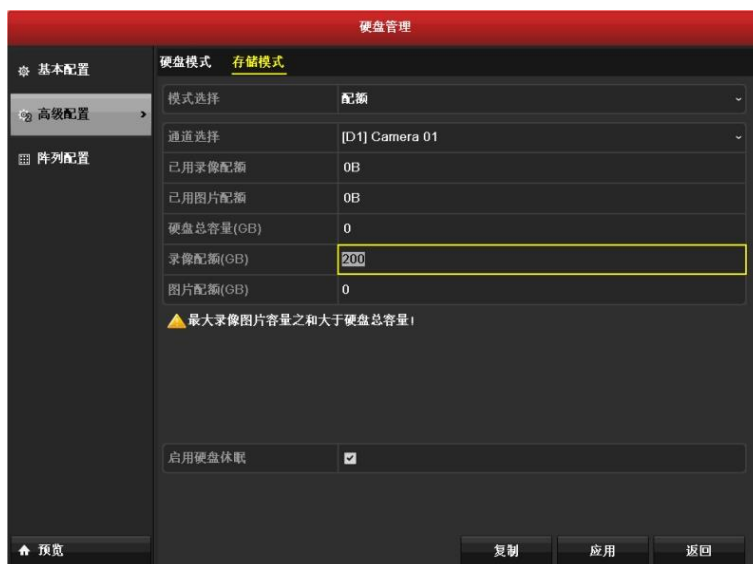 硬盘管理
基本配置
高级配置
阵列配置
硬盘模式 存储模式
模式选择 配额
通道选择 [D1] Camera 01
已用录像配额 0B
已用图片配额 0B
硬盘总容量(GB) 0
录像配额(GB) 200
图片配额(GB) 0
最大录像图片容量之和大于硬盘总容量!
启用硬盘休眠
预览 复制 应用 返回